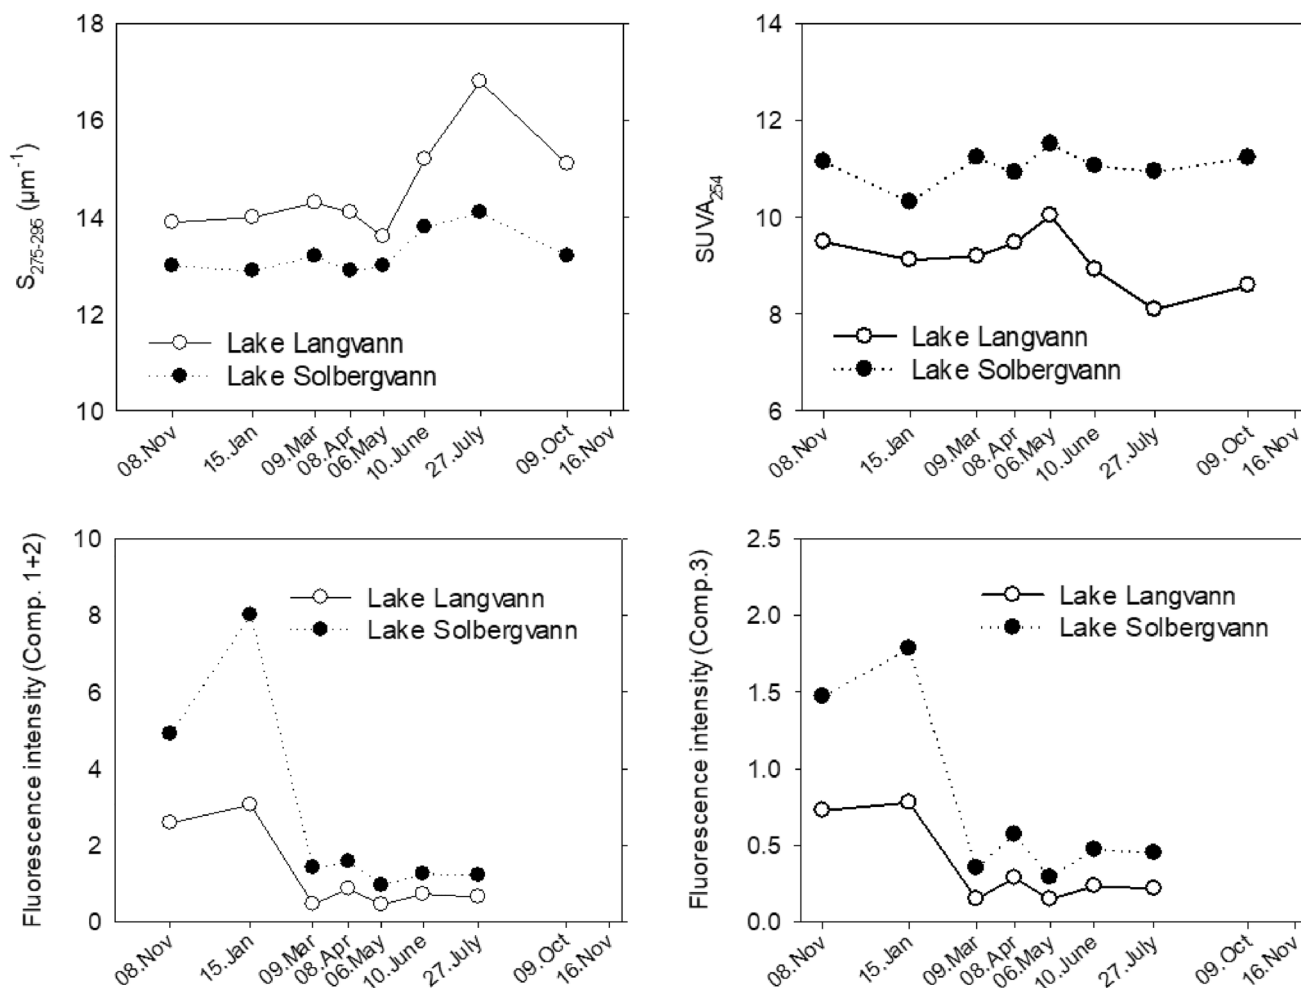 S275-295 (µm-1)
18
16
14
12
10
Lake Langvann
Lake Solbergvann
08.Nov
15.Jan
09.Mar
08.Apr
06.May
10.June
27.July
09.Oct
16.Nov
SUVA254
14
12
10
8
6
Lake Langvann
Lake Solbergvann
08.Nov
15.Jan
09.Mar
08.Apr
06.May
10.June
27.July
09.Oct
16.Nov
Fluorescence intensity (Comp. 1+2)
10
8
6
4
2
0
Lake Langvann
Lake Solbergvann
08.Nov
15.Jan
09.Mar
08.Apr
06.May
10.June
27.July
09.Oct
16.Nov
Fluorescence intensity (Comp.3)
2.5
2.0
1.5
1.0
0.5
0.0
Lake Langvann
Lake Solbergvann
08.Nov
15.Jan
09.Mar
08.Apr
06.May
10.June
27.July
09.Oct
16.Nov